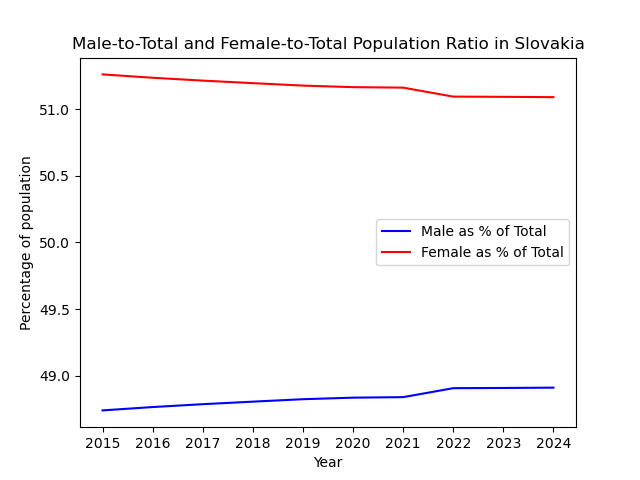 Male-to-Total and Female-to-Total Population Ratio in Slovakia
Percentage of population
51.0
50.5
50.0
49.5
49.0
Male as % of Total
Female as % of Total
2015 2016 2017 2018 2019 2020 2021 2022 2023 2024
Year